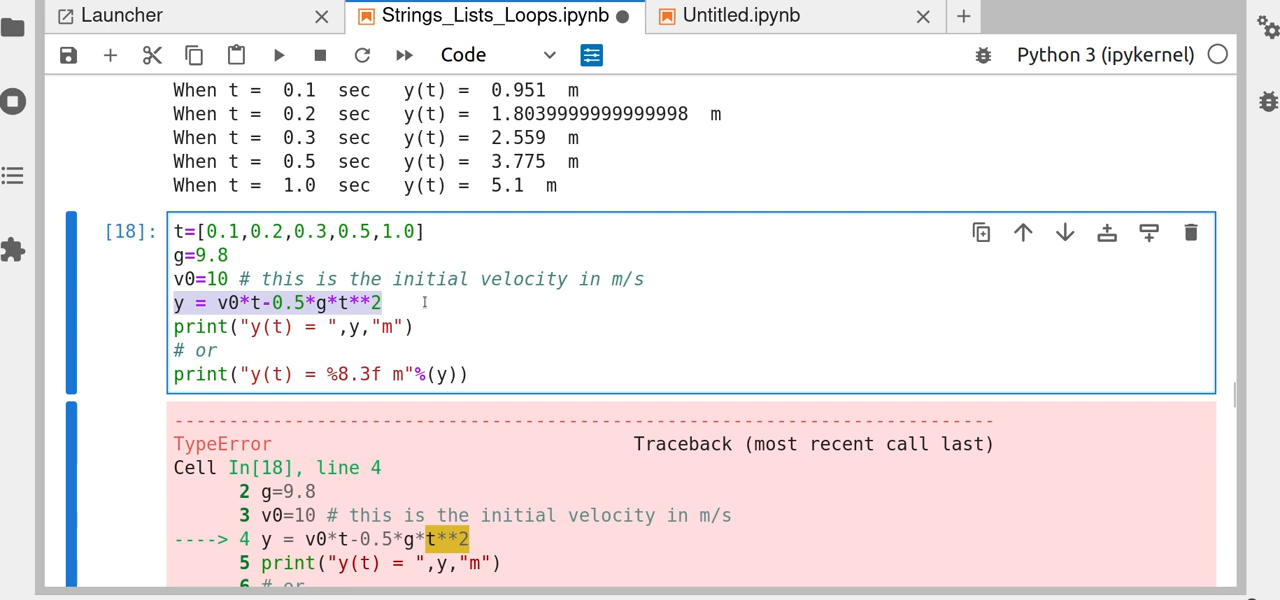 Launcher
Strings_Lists_Loops.ipynb
Untitled.ipynb
Code
Python 3 (ipykernel)
When t =  0.1  sec   y(t) =  0.951  m
When t =  0.2  sec   y(t) =  1.8039999999999998  m
When t =  0.3  sec   y(t) =  2.559  m
When t =  0.5  sec   y(t) =  3.775  m
When t =  1.0  sec   y(t) =  5.1  m
[18]:
t=[0.1,0.2,0.3,0.5,1.0]
g=9.8
v0=10 # this is the initial velocity in m/s
y = v0*t-0.5*g*t**2
print("y(t) = ",y,"m")
# or
print("y(t) = %8.3f m"%(y))
---------------------------------------------------------------------------
TypeError                                 Traceback (most recent call last)
Cell In[18], line 4
      2 g=9.8
      3 v0=10 # this is the initial velocity in m/s
----> 4 y = v0*t-0.5*g*t**2
      5 print("y(t) = ",y,"m")
      6 # or